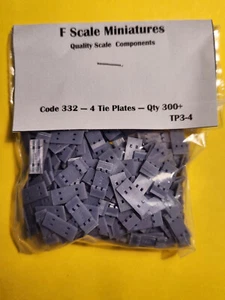 F Scale Miniatures
Quality Scale Components
Code 332 — 4 Tie Plates — Qty 300+
TP3-4